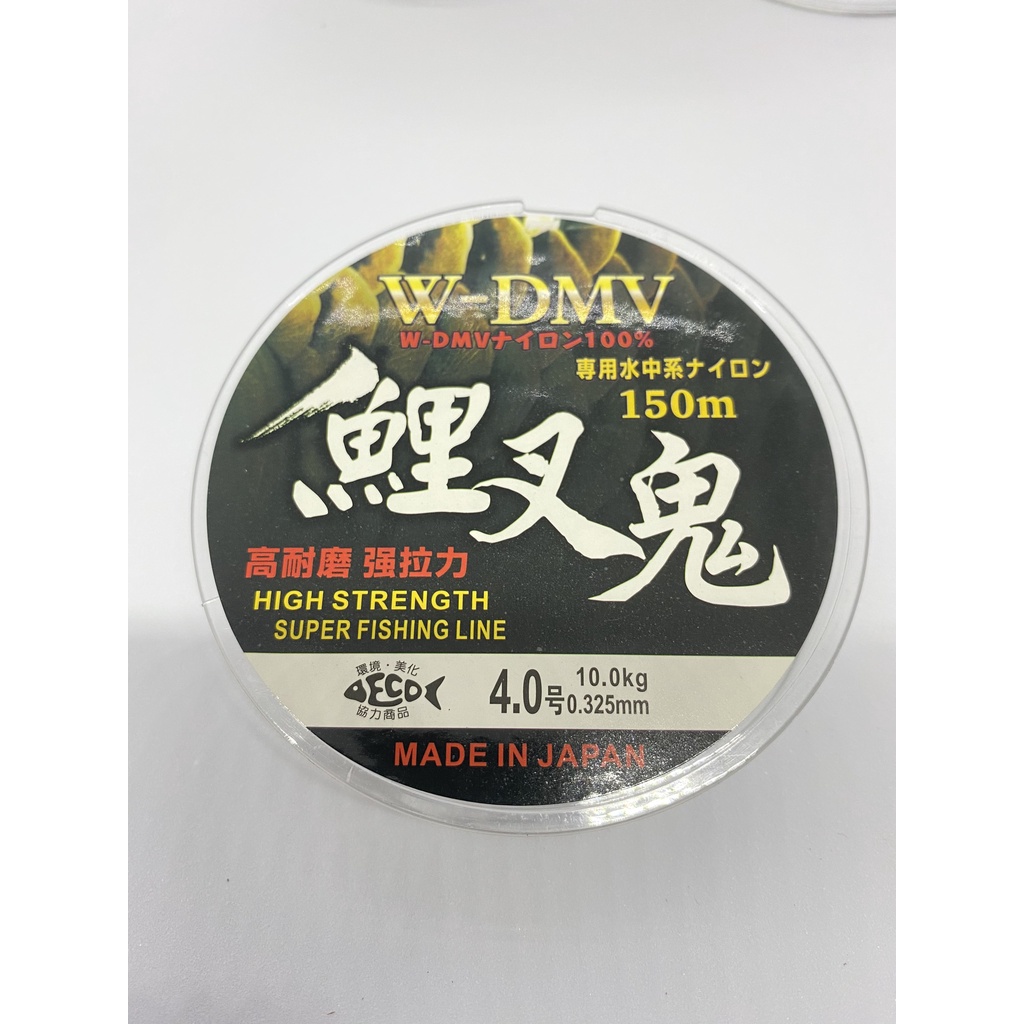 W-DMV
W-DMVナイロン100%
専用水中系ナイロン
150m
鯉叉鬼
高耐磨 强拉力
HIGH STRENGTH
SUPER FISHING LINE
環境・美化
ECO
協力商品
4.0号
10.0kg
0.325mm
MADE IN JAPAN